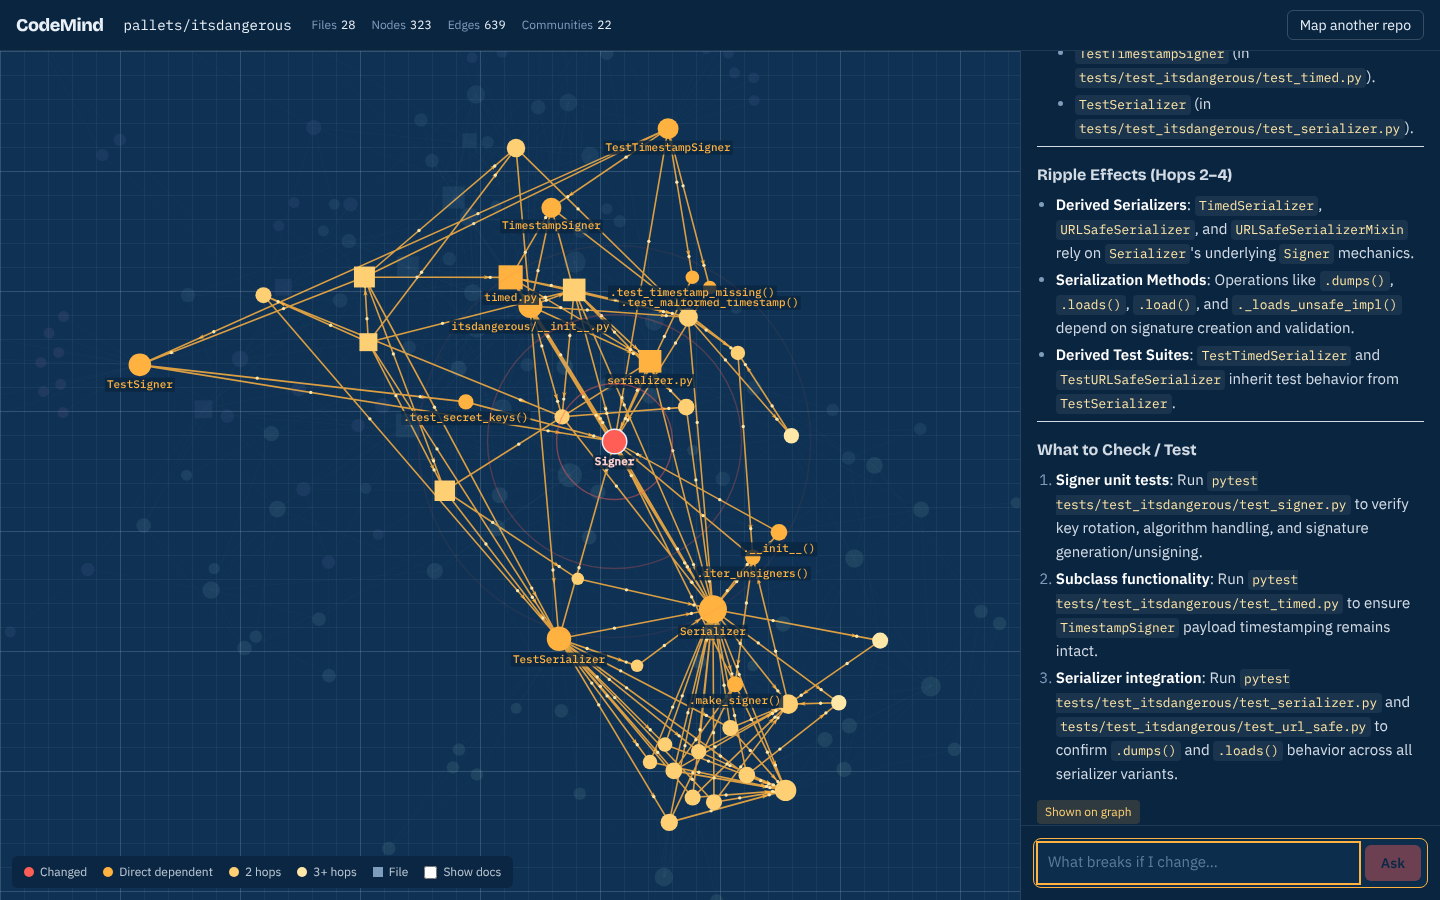 CodeMind pallets/itsdangerous Files 28 Nodes 323 Edges 639 Communities 22 Map another repo
TestTimestampSigner
TimestampSigner
.test_timestamp_missing()
timed.py
.test_malformed_timestamp()
itsdangerous/__init__.py
serializer.py
TestSigner
.test_secret_keys()
Signer
.__init__()
.iter_unsigners()
Serializer
TestSerializer
.make_signer()
Changed Direct dependent 2 hops 3+ hops File Show docs
TestTimestampSigner (in
tests/test_itsdangerous/test_timed.py ).
TestSerializer (in
tests/test_itsdangerous/test_serializer.py ).
Ripple Effects (Hops 2–4)
Derived Serializers: TimedSerializer ,
URLSafeSerializer , and URLSafeSerializerMixin
rely on Serializer 's underlying Signer mechanics.
Serialization Methods: Operations like .dumps() ,
.loads() , .load() , and ._loads_unsafe_impl()
depend on signature creation and validation.
Derived Test Suites: TestTimedSerializer and
TestURLSafeSerializer inherit test behavior from
TestSerializer .
What to Check / Test
1. Signer unit tests: Run pytest
tests/test_itsdangerous/test_signer.py to verify
key rotation, algorithm handling, and signature
generation/unsigning.
2. Subclass functionality: Run pytest
tests/test_itsdangerous/test_timed.py to ensure
TimestampSigner payload timestamping remains
intact.
3. Serializer integration: Run pytest
tests/test_itsdangerous/test_serializer.py and
tests/test_itsdangerous/test_url_safe.py to
confirm .dumps() and .loads() behavior across all
serializer variants.
Shown on graph
What breaks if I change... Ask